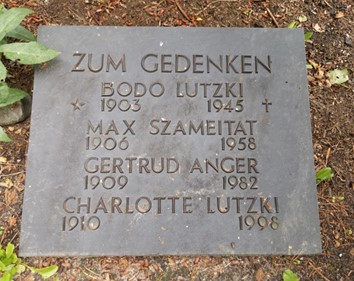 ZUM GEDENKEN
BODO LUTZKI
* 1903 1945 †
MAX SZAMEITAT
1906 1958
GERTRUD ANGER
1909 1982
CHARLOTTE LUTZKI
1910 1998